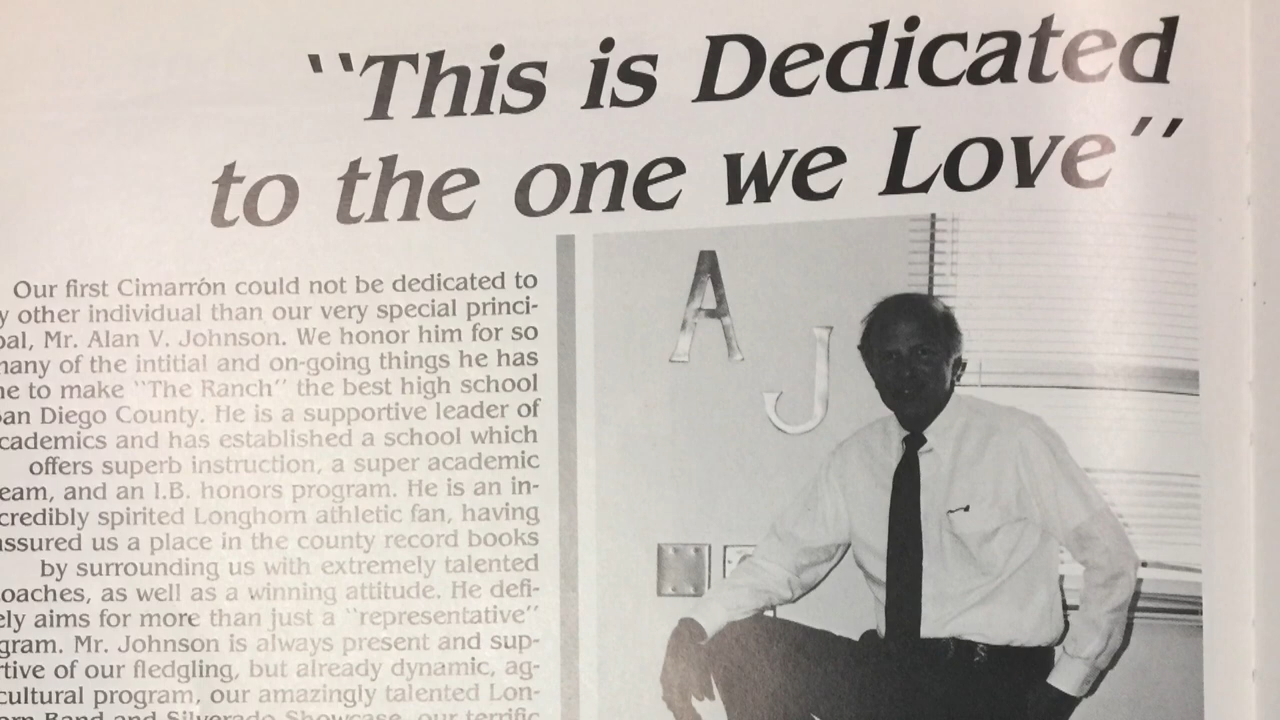 ‘‘This is Dedicated
to the one we Love’’
Our first Cimarrón could not be dedicated to
y other individual than our very special princi-
pal, Mr. Alan V. Johnson. We honor him for so
many of the intitial and on-going things he has
ne to make ‘‘The Ranch’’ the best high school
San Diego County. He is a supportive leader of
cademics and has established a school which
offers superb instruction, a super academic
eam, and an I.B. honors program. He is an in-
credibly spirited Longhorn athletic fan, having
assured us a place in the county record books
by surrounding us with extremely talented
oaches, as well as a winning attitude. He defi-
ely aims for more than just a ‘‘representative’’
gram. Mr. Johnson is always present and sup-
rtive of our fledgling, but already dynamic, ag-
cultural program, our amazingly talented Lon-
orn Band and Silverado Showcase, our terrific
A
J